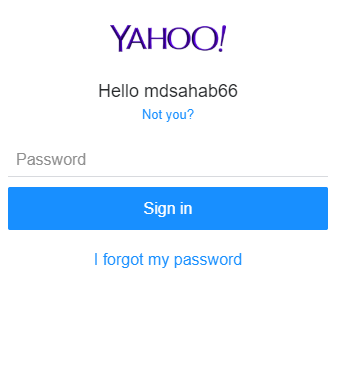 YAHOO!
Hello mdsahab66
Not you?
Password
Sign in
I forgot my password